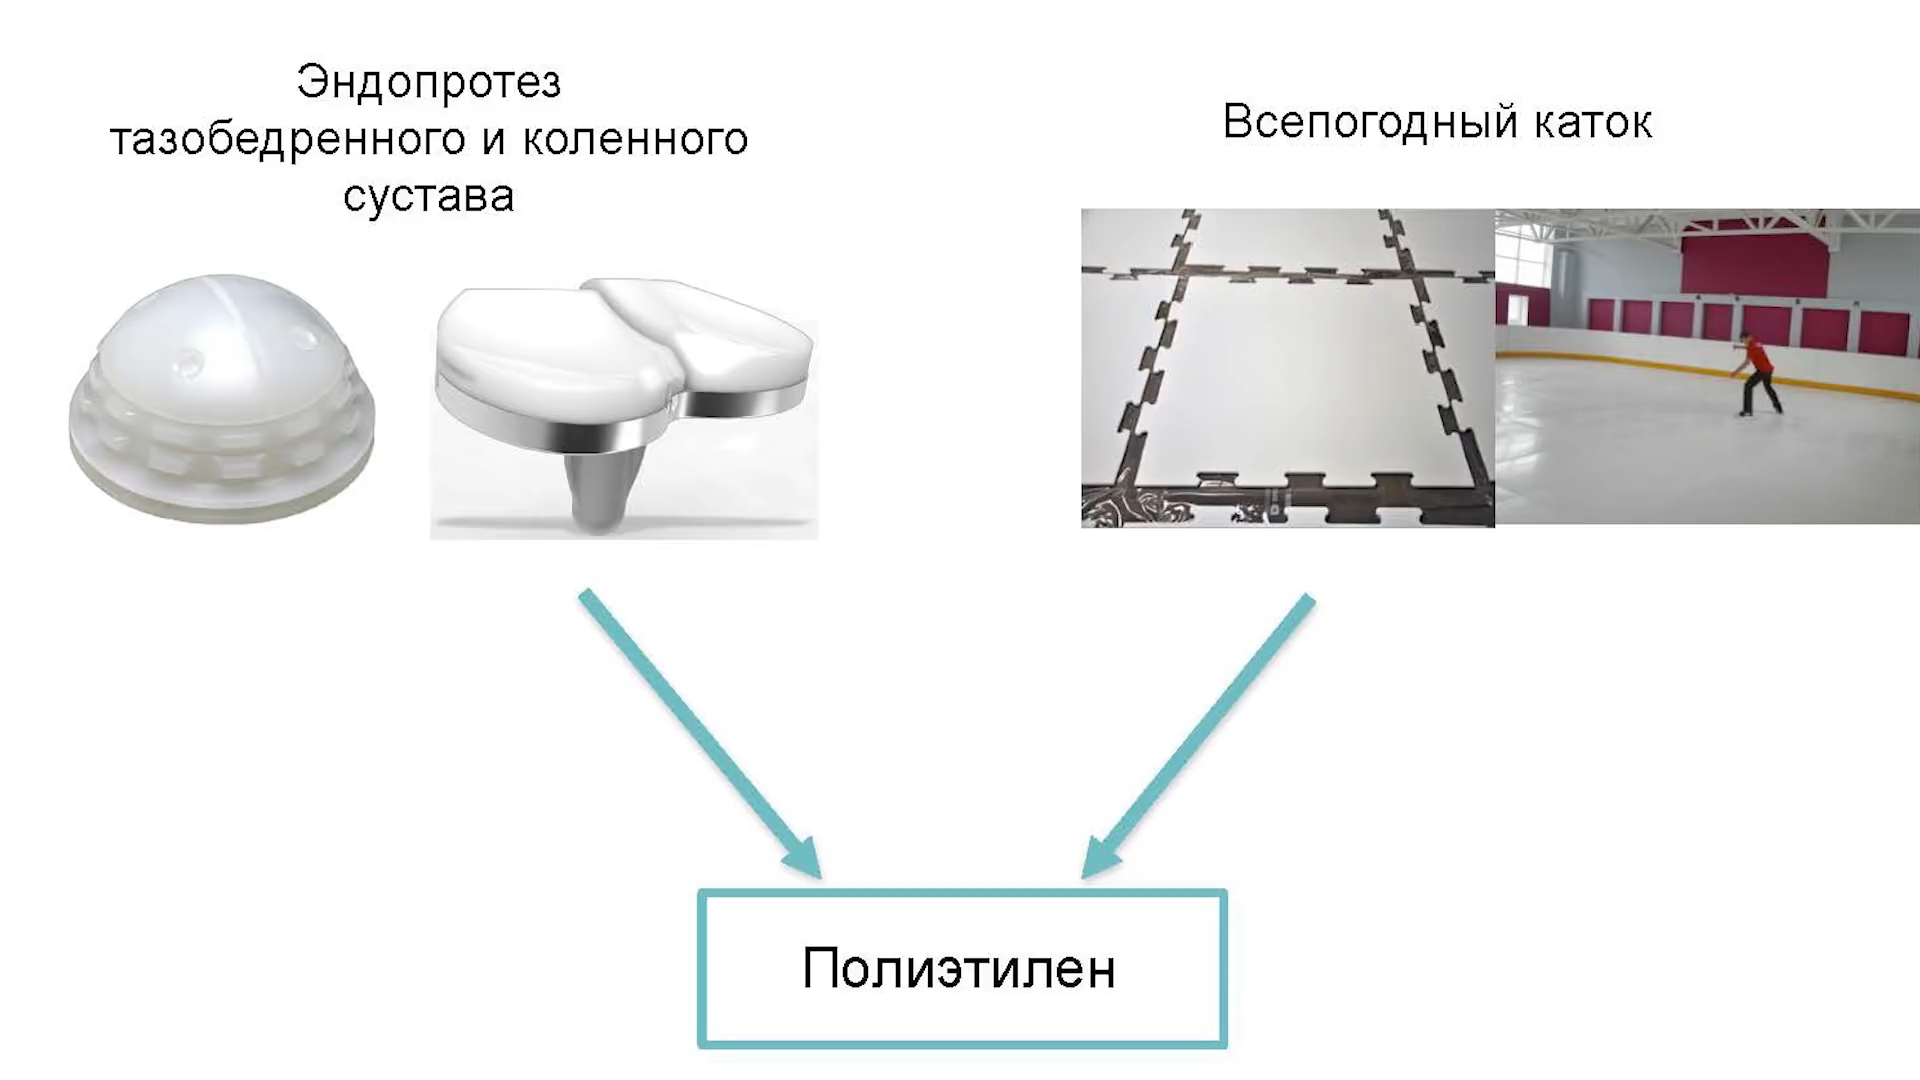 Эндопротез
тазобедренного и коленного
сустава
Всепогодный каток
Полиэтилен